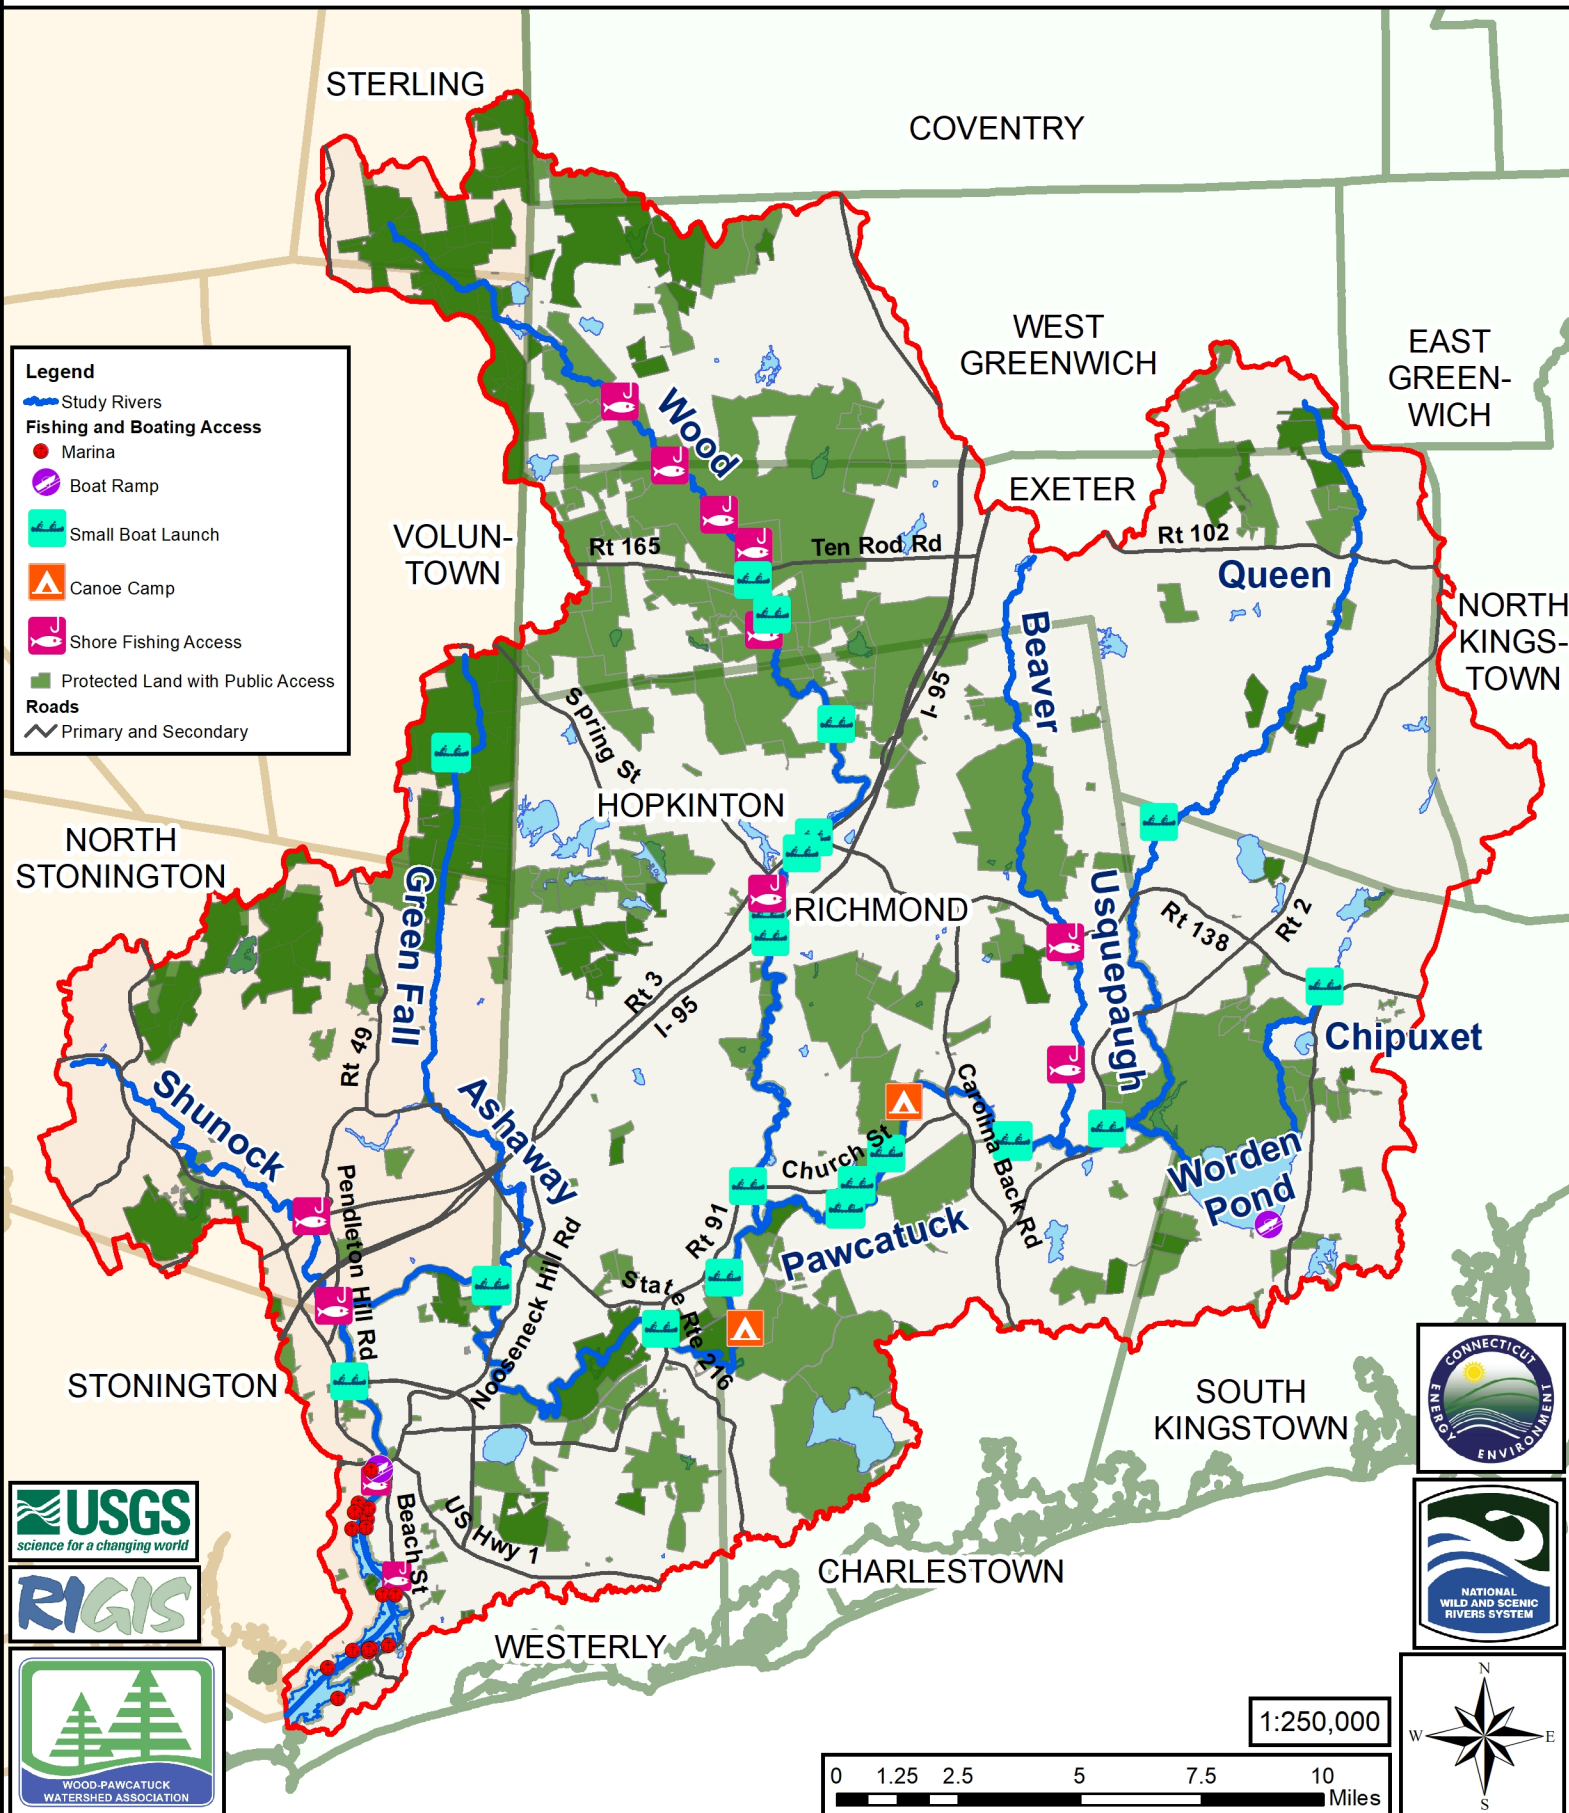 STERLING
COVENTRY
WEST
GREENWICH
EAST
GREEN-
WICH
Legend
Study Rivers
Fishing and Boating Access
Marina
Boat Ramp
Small Boat Launch
Canoe Camp
Shore Fishing Access
Protected Land with Public Access
Roads
Primary and Secondary
Wood
EXETER
VOLUN-
TOWN
Rt 165
Ten Rod Rd
Rt 102
Queen
NORTH
KINGS-
TOWN
Beaver
I- 95
Spring St
HOPKINTON
NORTH
STONINGTON
Green Fall
RICHMOND
Usquepaugh
Rt 138
Rt 2
Rt 3
I- 95
Chipuxet
Rt 49
Shunock
Ashaway
Carolina Back Rd
Church St
Worden
Pond
Pendleton Hill Rd
Rt 91
Pawcatuck
Nooseneck Hill Rd
State Rte 216
STONINGTON
SOUTH
KINGSTOWN
Beach St
US Hwy 1
CHARLESTOWN
WESTERLY
CONNECTICUT
ENERGY
ENVIRONMENT
USGS
science for a changing world
RIGIS
NATIONAL
WILD AND SCENIC
RIVERS SYSTEM
WOOD-PAWCATUCK
WATERSHED ASSOCIATION
N
W
E
S
1:250,000
0 1.25 2.5 5 7.5 10
Miles